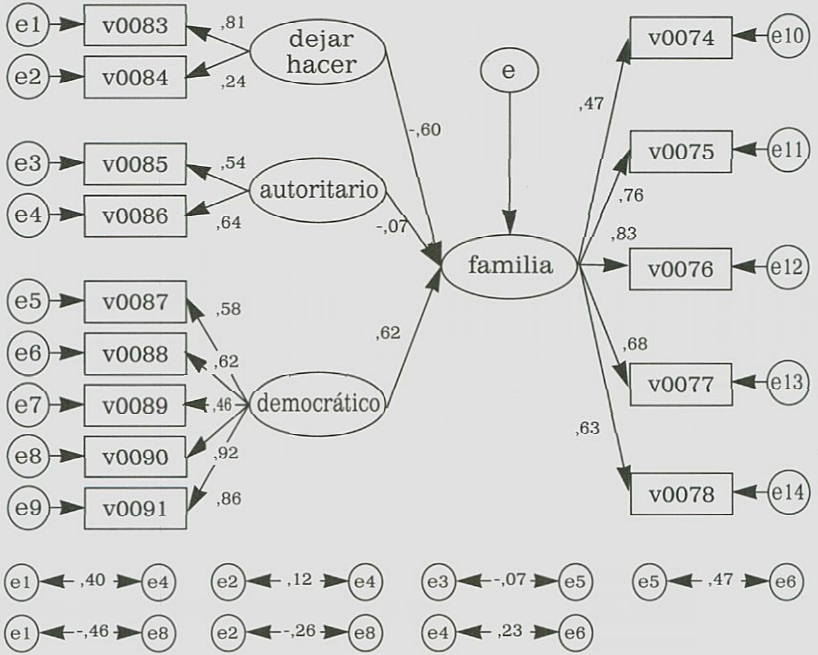 e1 v0083 ,81
e2 v0084 ,24
dejar
hacer
e3 v0085 ,54
e4 v0086 ,64
autoritario
e5 v0087 ,58
e6 v0088 ,62
e7 v0089 ,46
e8 v0090 ,92
e9 v0091 ,86
democrático
-,60
-,07
,62
e
familia
,47 v0074 e10
,76 v0075 e11
,83 v0076 e12
,68 v0077 e13
,63 v0078 e14
e1 ,40 e4 e2 ,12 e4 e3 -,07 e5 e5 ,47 e6
e1 -,46 e8 e2 -,26 e8 e4 ,23 e6